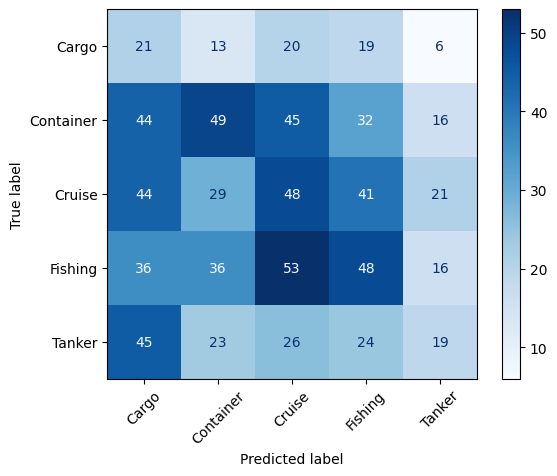 Cargo 21 13 20 19 6
Container 44 49 45 32 16
Cruise 44 29 48 41 21
Fishing 36 36 53 48 16
Tanker 45 23 26 24 19
Cargo Container Cruise Fishing Tanker
Predicted label
True label
50
40
30
20
10